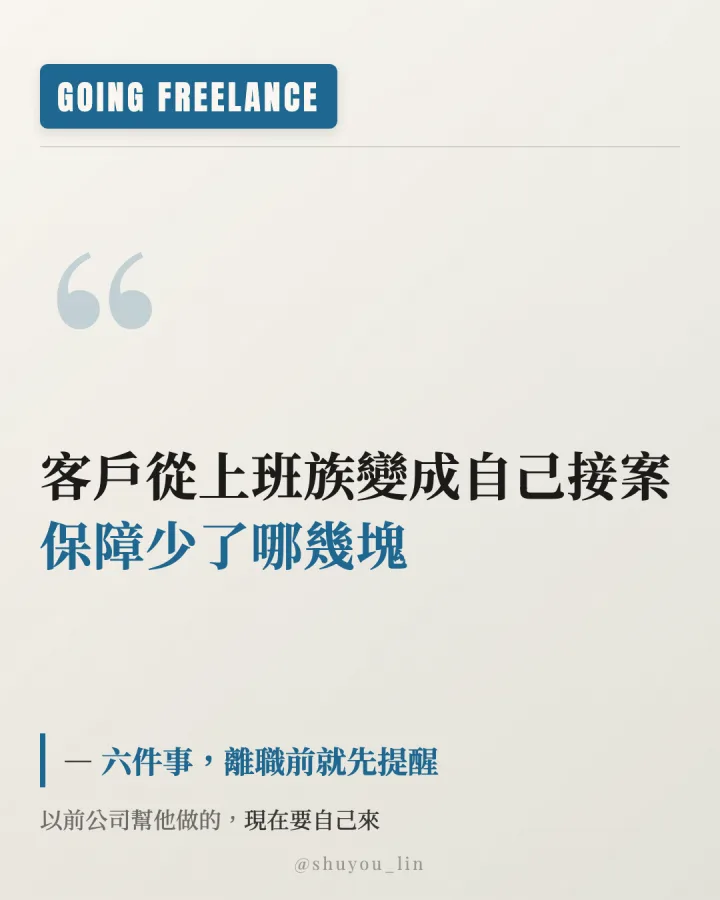 GOING FREELANCE
“
客戶從上班族變成自己接案
保障少了哪幾塊
— 六件事，離職前就先提醒
以前公司幫他做的，現在要自己來
@shuyou_lin